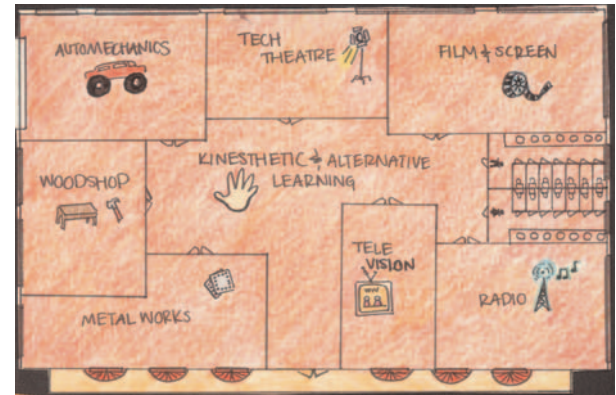 AUTOMECHANICS
TECH
THEATRE
FILM & SCREEN
KINESTHETIC & ALTERNATIVE
LEARNING
WOODSHOP
TELE
VISION
METAL WORKS
RADIO